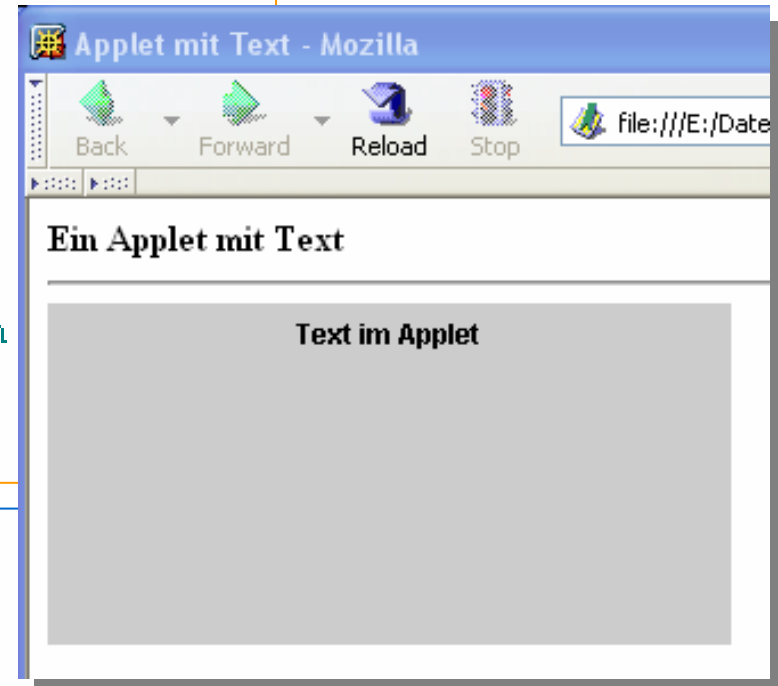 Applet mit Text - Mozilla
Back Forward Reload Stop file:///E:/Date
Ein Applet mit Text
Text im Applet